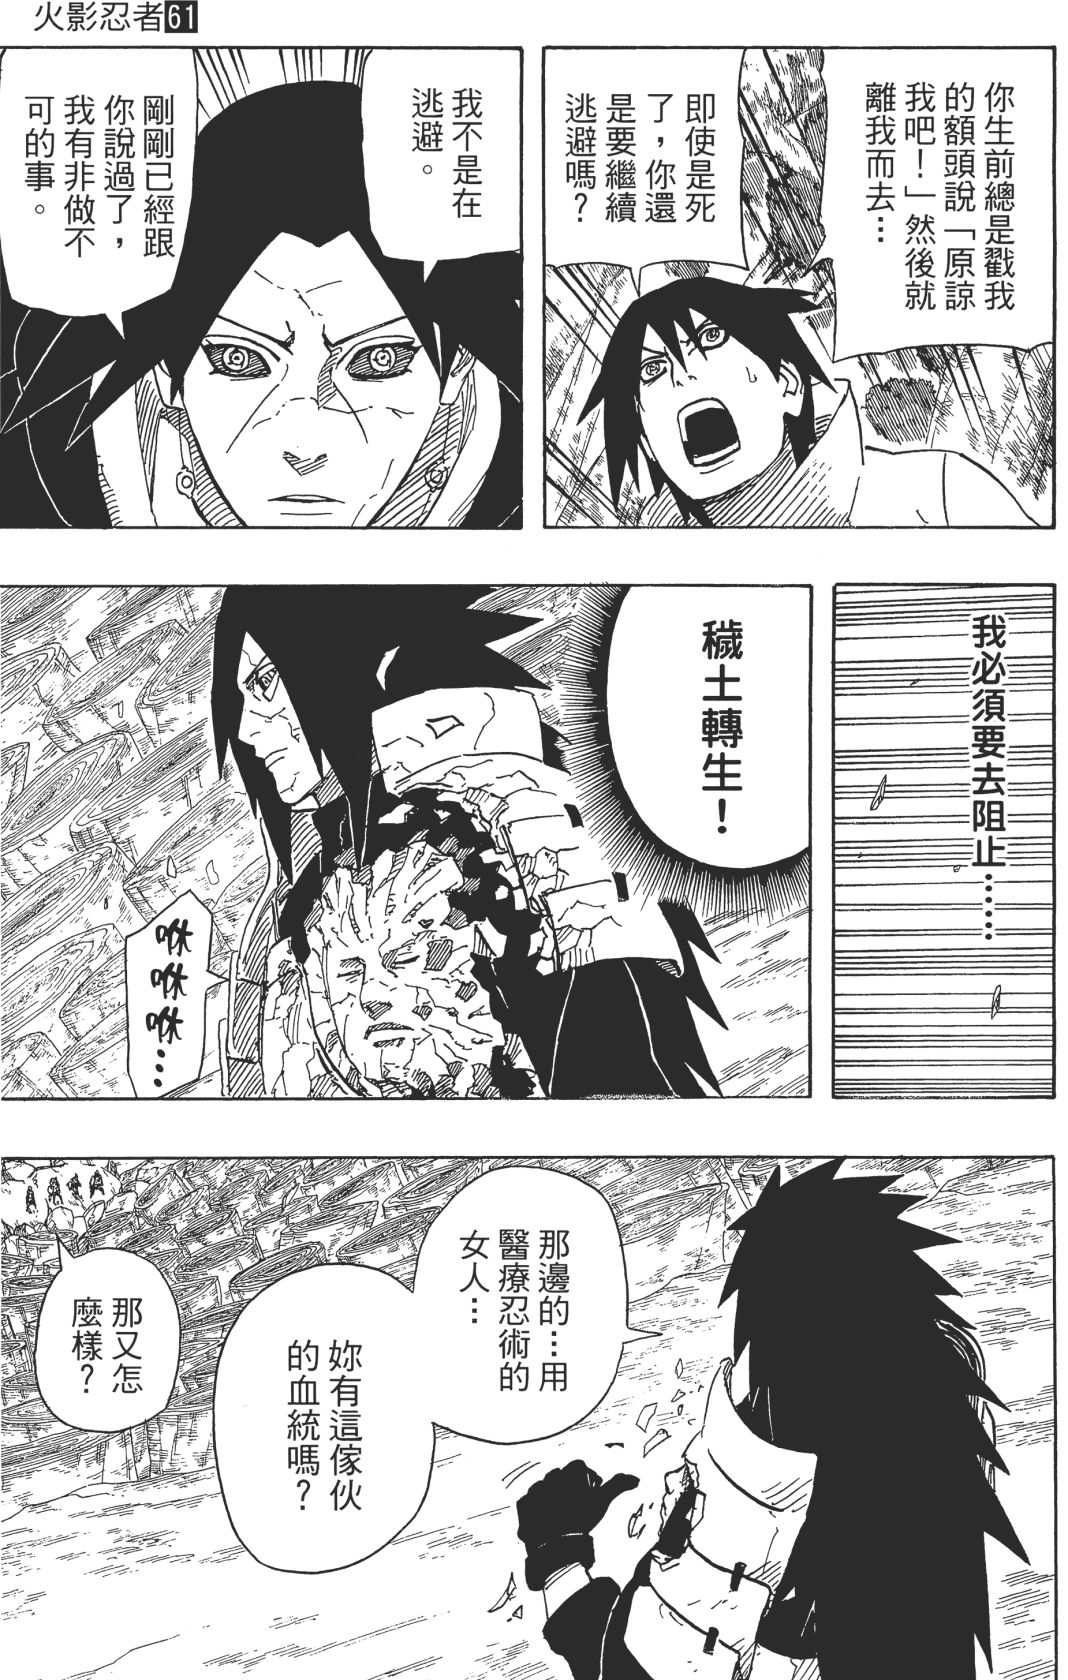 火影忍者61
你生前總是戳我
的額頭說「原諒
我吧！」然後就
離我而去…
即使是死
了，你還
是要繼續
逃避嗎？
我不是在
逃避。
剛剛已經跟
你說過了，
我有非做不
可的事。
我必須要去阻止……
穢土轉生！
咻咻咻…
那邊的…用
醫療忍術的
女人…
妳有這傢伙
的血統嗎？
那又怎
麼樣？